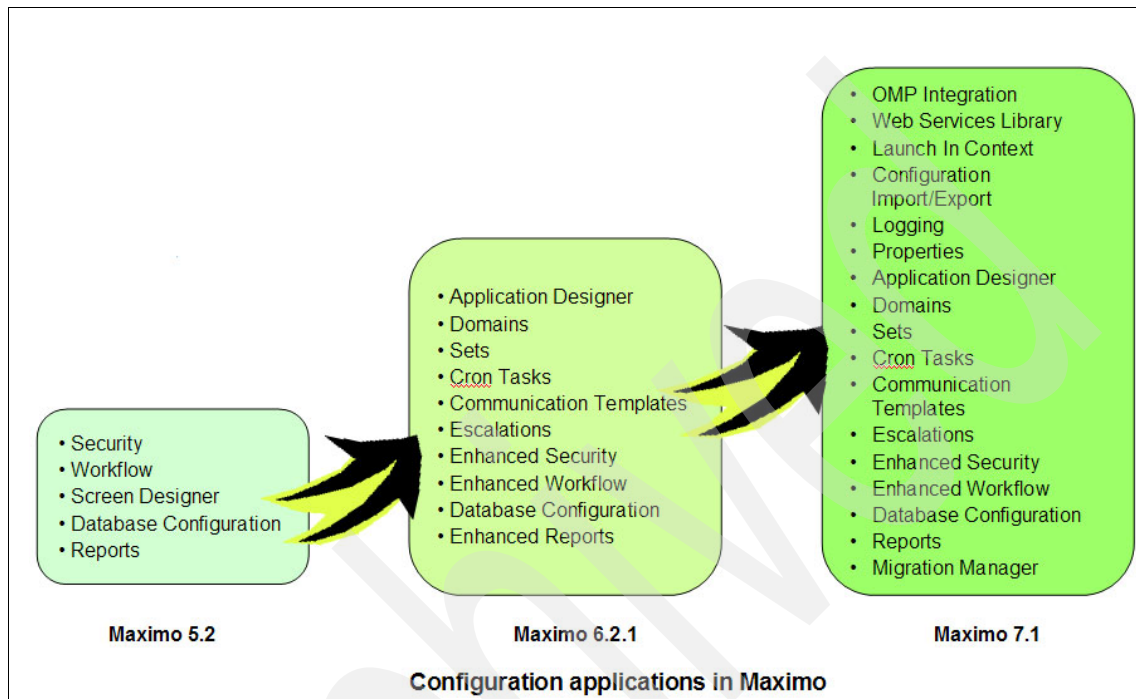 • Security
• Workflow
• Screen Designer
• Database Configuration
• Reports
Maximo 5.2
• Application Designer
• Domains
• Sets
• Cron Tasks
• Communication Templates
• Escalations
• Enhanced Security
• Enhanced Workflow
• Database Configuration
• Enhanced Reports
Maximo 6.2.1
• OMP Integration
• Web Services Library
• Launch In Context
• Configuration
Import/Export
• Logging
• Properties
• Application Designer
• Domains
• Sets
• Cron Tasks
• Communication
Templates
• Escalations
• Enhanced Security
• Enhanced Workflow
• Database Configuration
• Reports
• Migration Manager
Maximo 7.1
Configuration applications in Maximo